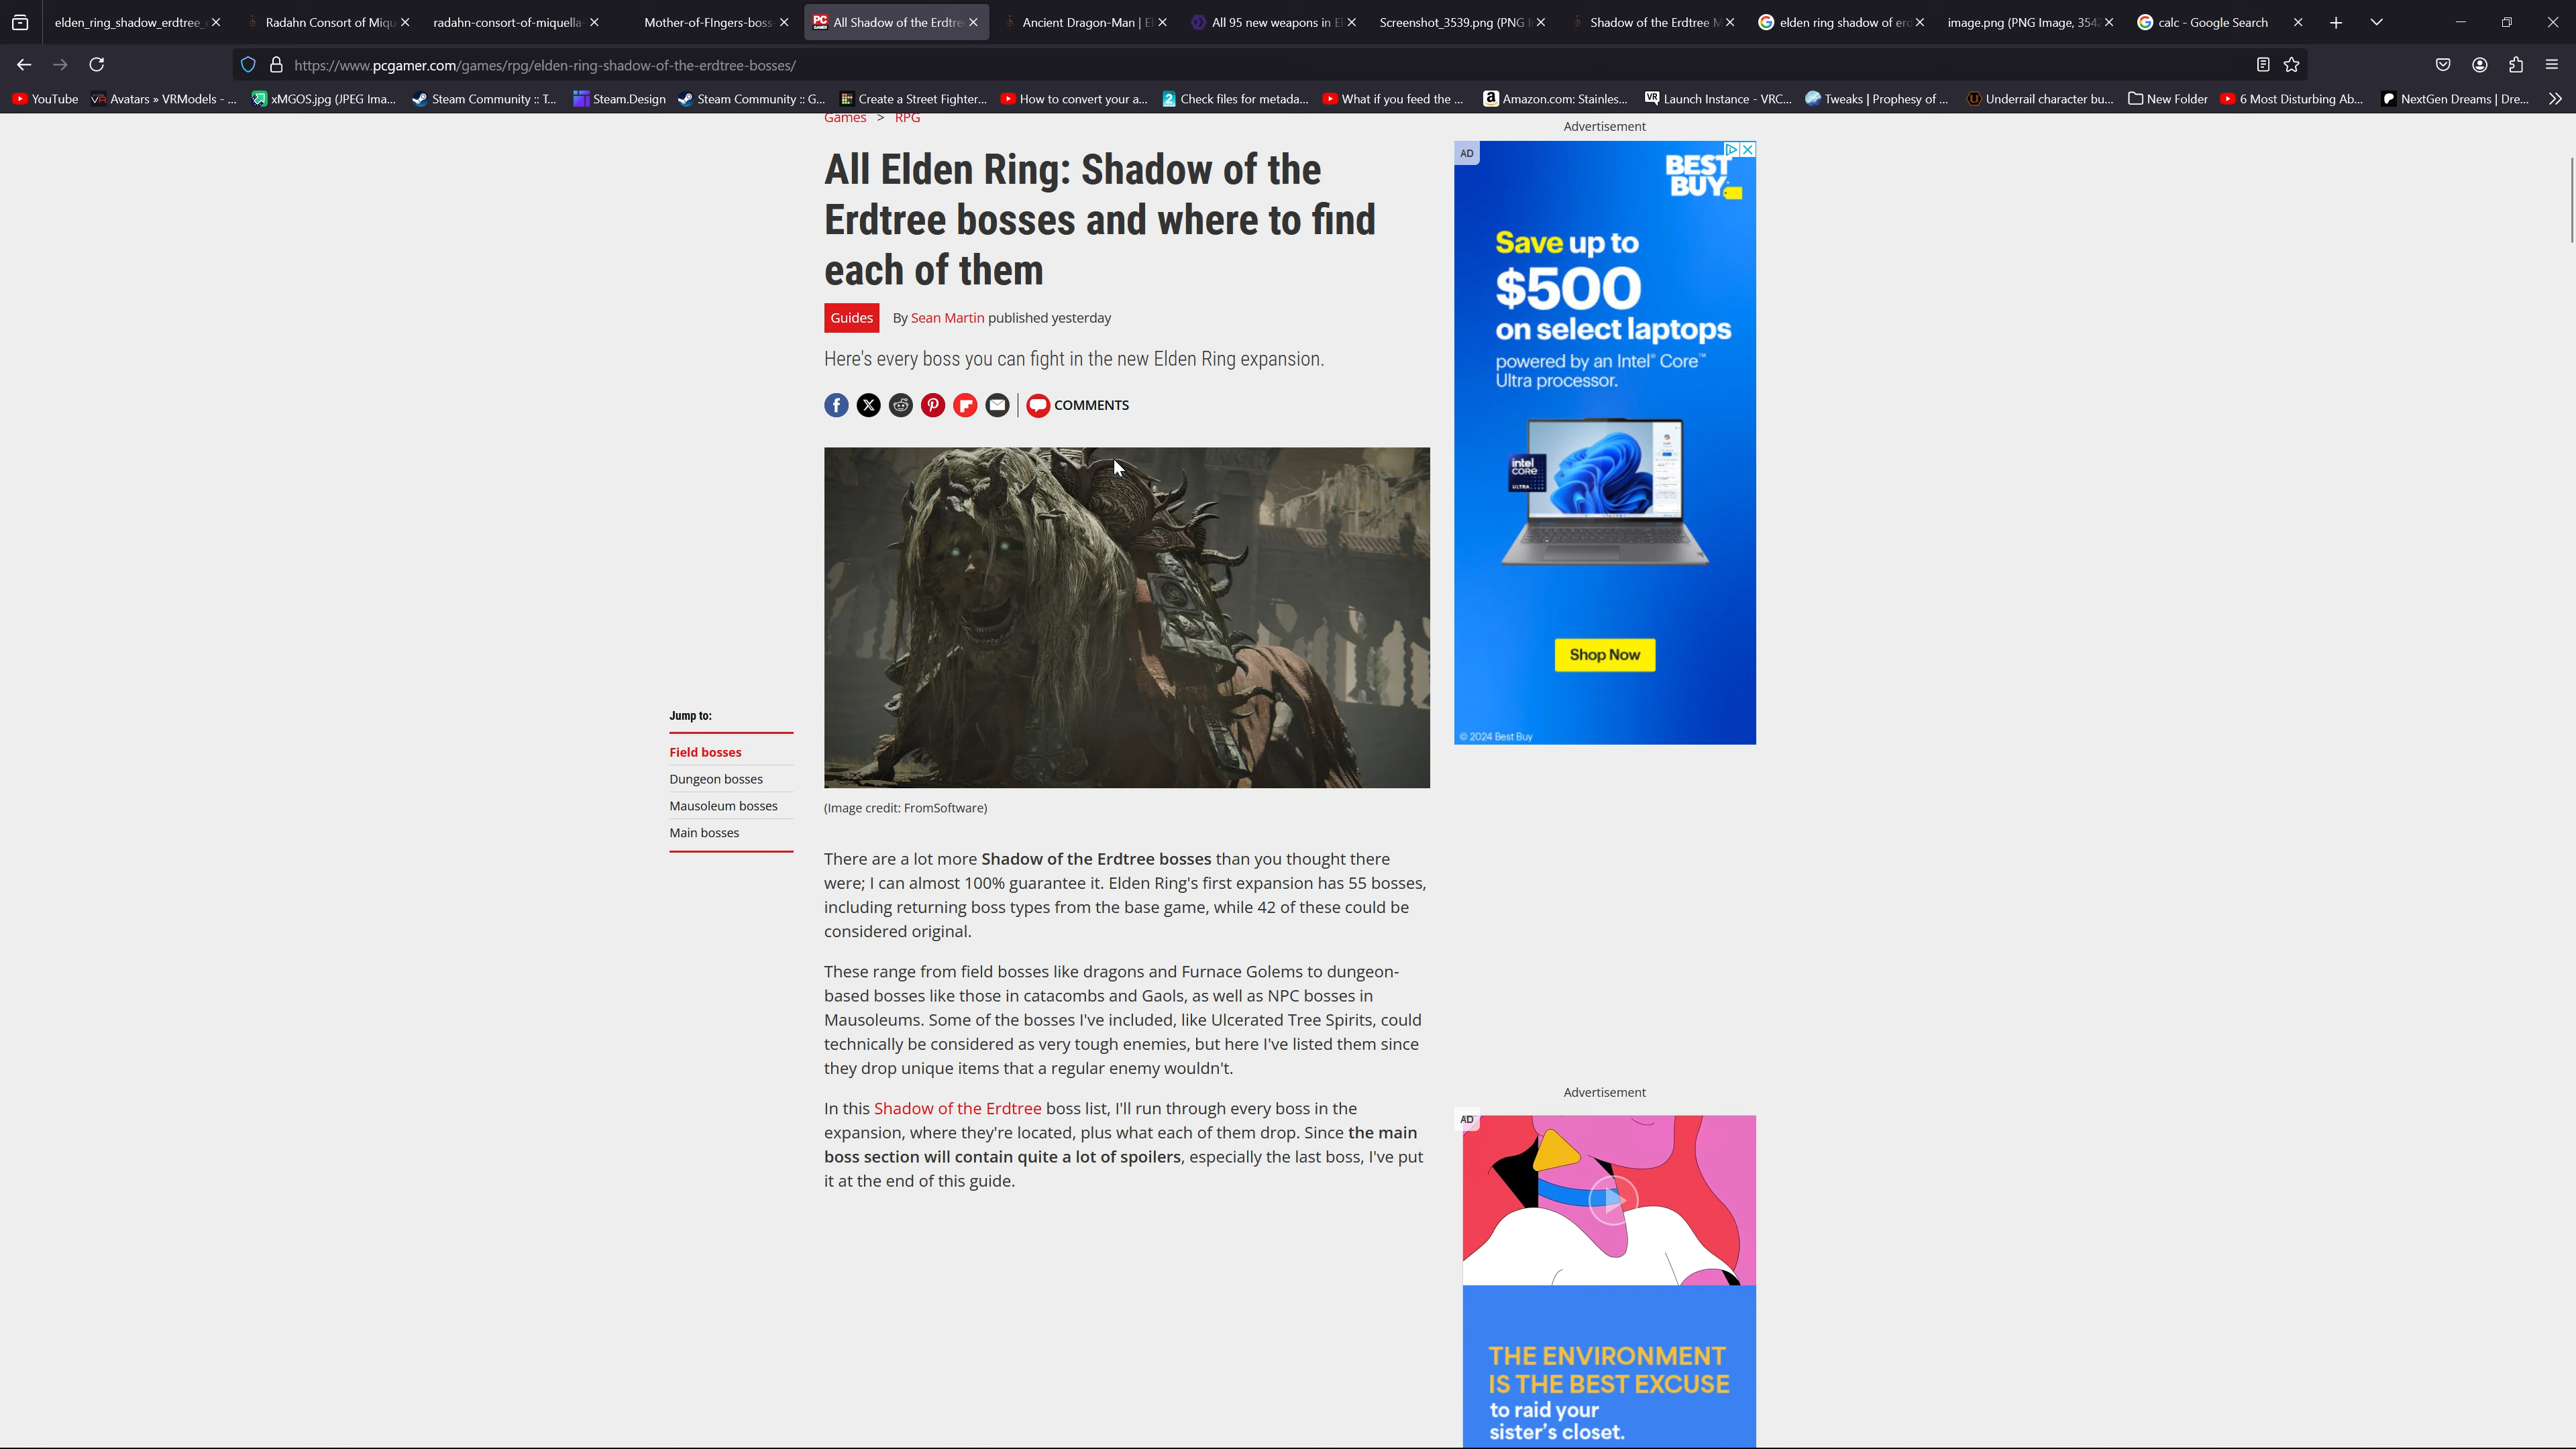 elden_ring_shadow_erdtree_
Radahn Consort of Miqu
radahn-consort-of-miquella-
Mother-of-FIngers-boss-
All Shadow of the Erdtree
Ancient Dragon-Man | El
All 95 new weapons in El
Screenshot_3539.png (PNG I
Shadow of the Erdtree M
elden ring shadow of erd
image.png (PNG Image, 354
calc - Google Search
https://www.pcgamer.com/games/rpg/elden-ring-shadow-of-the-erdtree-bosses/
YouTube
Avatars » VRModels - ...
xMGOS.jpg (JPEG Ima...
Steam Community :: T...
Steam.Design
Steam Community :: G...
Create a Street Fighter...
How to convert your a...
Check files for metada...
What if you feed the ...
Amazon.com: Stainles...
Launch Instance - VRC...
Tweaks | Prophesy of ...
Underrail character bu...
New Folder
6 Most Disturbing Ab...
NextGen Dreams | Dre...
Games > RPG
All Elden Ring: Shadow of the
Erdtree bosses and where to find
each of them
Guides By Sean Martin published yesterday
Here's every boss you can fight in the new Elden Ring expansion.
COMMENTS
(Image credit: FromSoftware)
Jump to:
Field bosses
Dungeon bosses
Mausoleum bosses
Main bosses
There are a lot more Shadow of the Erdtree bosses than you thought there
were; I can almost 100% guarantee it. Elden Ring's first expansion has 55 bosses,
including returning boss types from the base game, while 42 of these could be
considered original.
These range from field bosses like dragons and Furnace Golems to dungeon-
based bosses like those in catacombs and Gaols, as well as NPC bosses in
Mausoleums. Some of the bosses I've included, like Ulcerated Tree Spirits, could
technically be considered as very tough enemies, but here I've listed them since
they drop unique items that a regular enemy wouldn't.
In this Shadow of the Erdtree boss list, I'll run through every boss in the
expansion, where they're located, plus what each of them drop. Since the main
boss section will contain quite a lot of spoilers, especially the last boss, I've put
it at the end of this guide.
Advertisement
AD
BEST
BUY
Save up to
$500
on select laptops
powered by an Intel® Core™
Ultra processor.
intel
CORE
ULTRA
Shop Now
© 2024 Best Buy
Advertisement
AD
THE ENVIRONMENT
IS THE BEST EXCUSE
to raid your
sister's closet.